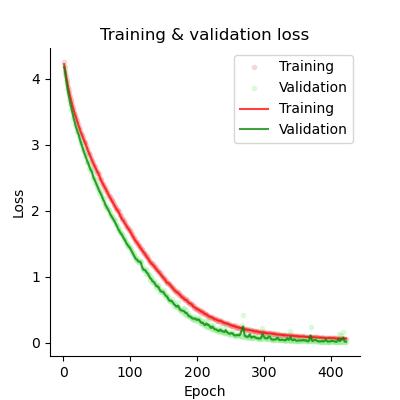 Training & validation loss
Training
Validation
Training
Validation
Loss
4
3
2
1
0
0 100 200 300 400
Epoch